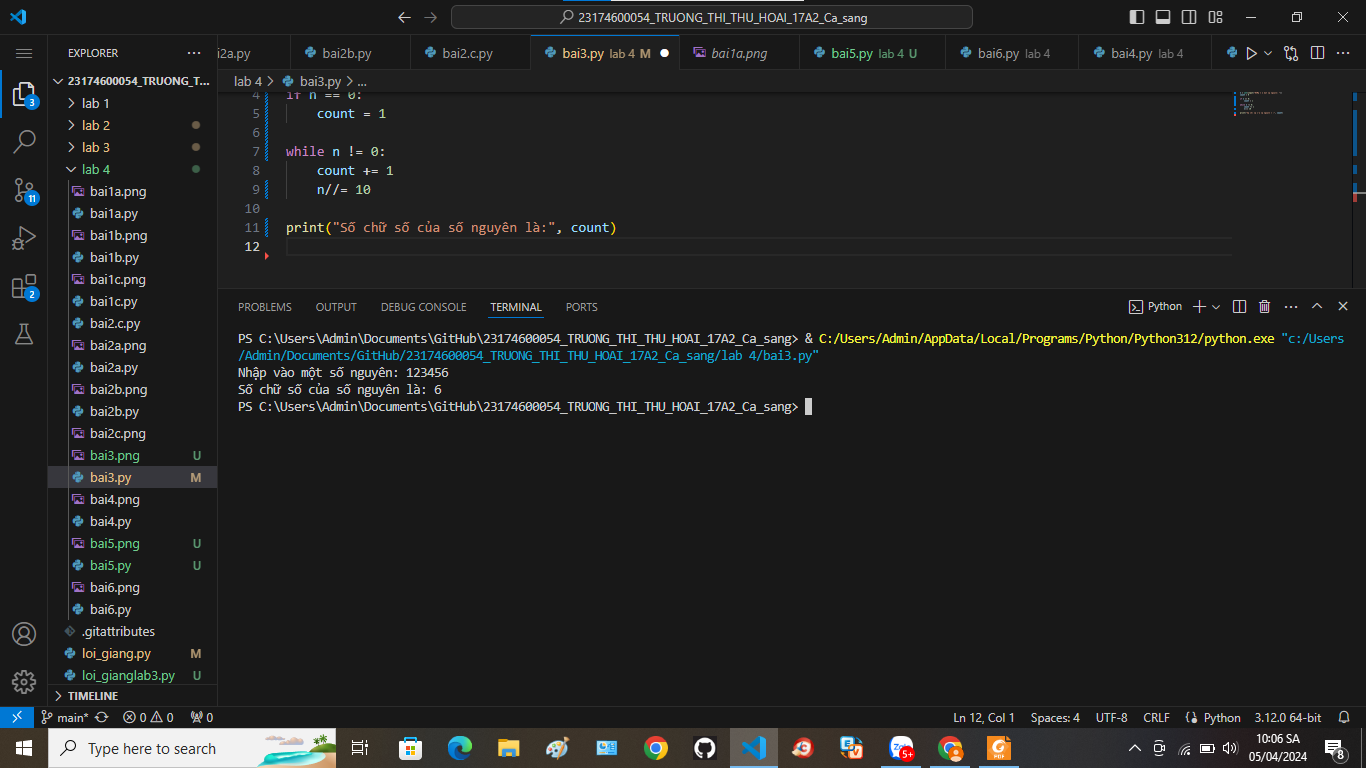 23174600054_TRUONG_THI_THU_HOAI_17A2_Ca_sang
EXPLORER
i2a.py
bai2b.py
bai2.c.py
bai3.py lab 4 M
bai1a.png
bai5.py lab 4 U
bai6.py lab 4
bai4.py lab 4
23174600054_TRUONG_T...
lab 1
lab 2
lab 3
lab 4
bai1a.png
bai1a.py
bai1b.png
bai1b.py
bai1c.png
bai1c.py
bai2.c.py
bai2a.png
bai2a.py
bai2b.png
bai2b.py
bai2c.png
bai3.png U
bai3.py M
bai4.png
bai4.py
bai5.png U
bai5.py U
bai6.png
bai6.py
.gitattributes
loi_giang.py M
loi_gianglab3.py U
TIMELINE
3
11
2
lab 4 > bai3.py > ...
4 if n == 0:
5 count = 1
6
7 while n != 0:
8 count += 1
9 n//= 10
10
11 print("Số chữ số của số nguyên là:", count)
12
PROBLEMS OUTPUT DEBUG CONSOLE TERMINAL PORTS
Python
PS C:\Users\Admin\Documents\GitHub\23174600054_TRUONG_THI_THU_HOAI_17A2_Ca_sang> & C:/Users/Admin/AppData/Local/Programs/Python/Python312/python.exe "c:/Users
/Admin/Documents/GitHub/23174600054_TRUONG_THI_THU_HOAI_17A2_Ca_sang/lab 4/bai3.py"
Nhập vào một số nguyên: 123456
Số chữ số của số nguyên là: 6
PS C:\Users\Admin\Documents\GitHub\23174600054_TRUONG_THI_THU_HOAI_17A2_Ca_sang>
main* 0 0 0
Ln 12, Col 1 Spaces: 4 UTF-8 CRLF Python 3.12.0 64-bit
Type here to search
5+
PDF
10:06 SA
05/04/2024
8